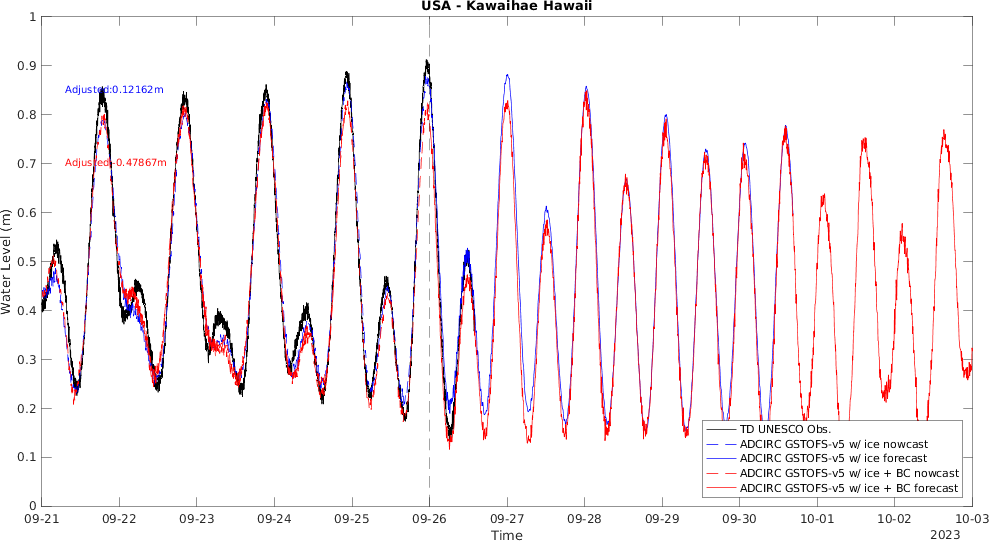 USA - Kawaihae Hawaii
1
0.9
0.8
0.7
0.6
0.5
0.4
0.3
0.2
0.1
0
Water Level (m)
Adjusted:0.12162m
Adjusted:-0.47867m
TD UNESCO Obs.
ADCIRC GSTOFS-v5 w/ ice nowcast
ADCIRC GSTOFS-v5 w/ ice forecast
ADCIRC GSTOFS-v5 w/ ice + BC nowcast
ADCIRC GSTOFS-v5 w/ ice + BC forecast
09-21 09-22 09-23 09-24 09-25 09-26 09-27 09-28 09-29 09-30 10-01 10-02 10-03
Time
2023